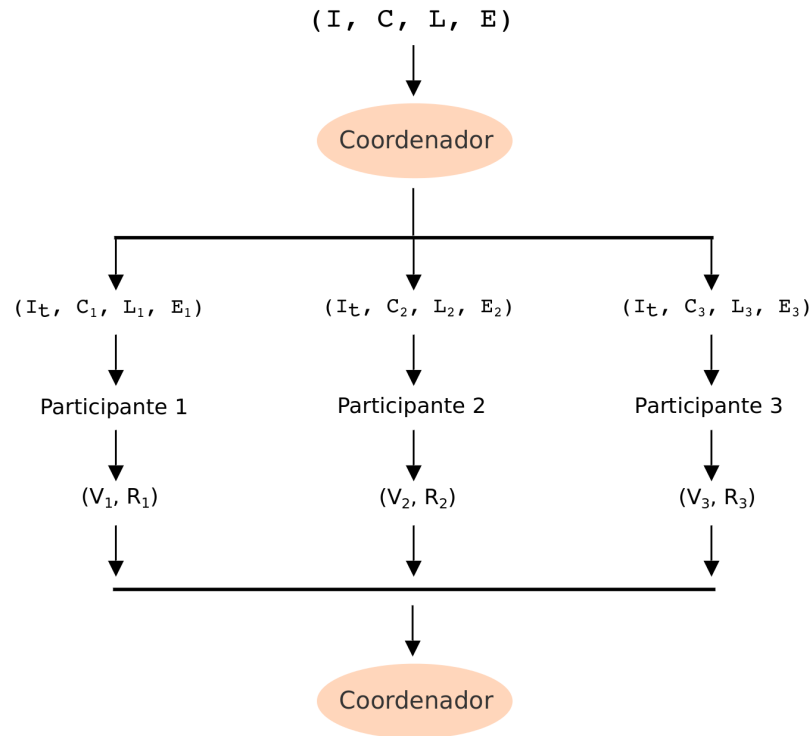 (I, C, L, E)
Coordenador
(It, C₁, L₁, E₁) (It, C₂, L₂, E₂) (It, C₃, L₃, E₃)
Participante 1 Participante 2 Participante 3
(V₁, R₁) (V₂, R₂) (V₃, R₃)
Coordenador